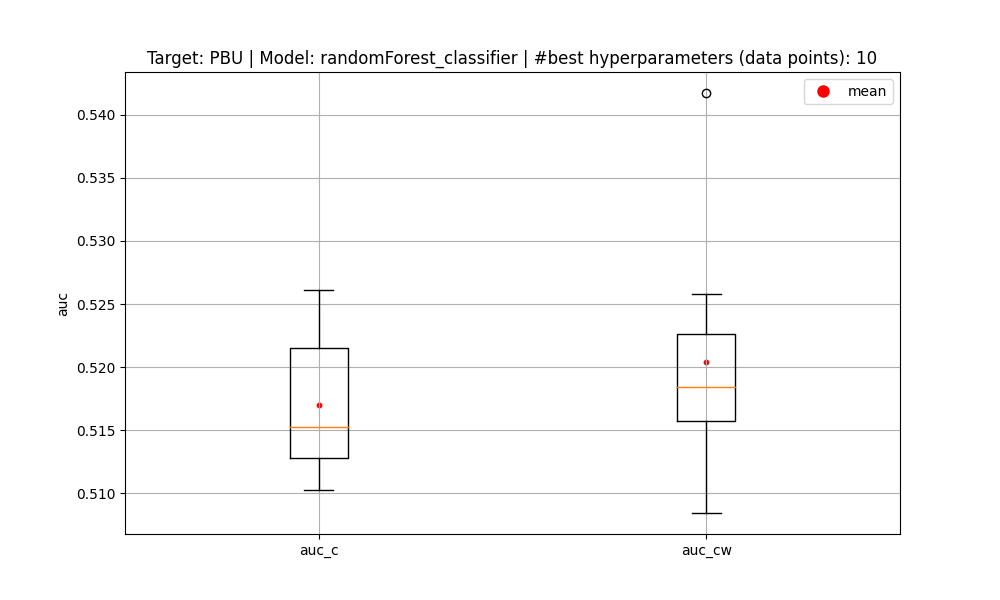 Target: PBU | Model: randomForest_classifier | #best hyperparameters (data points): 10
mean
0.540
0.535
0.530
0.525
0.520
0.515
0.510
auc
auc_c
auc_cw